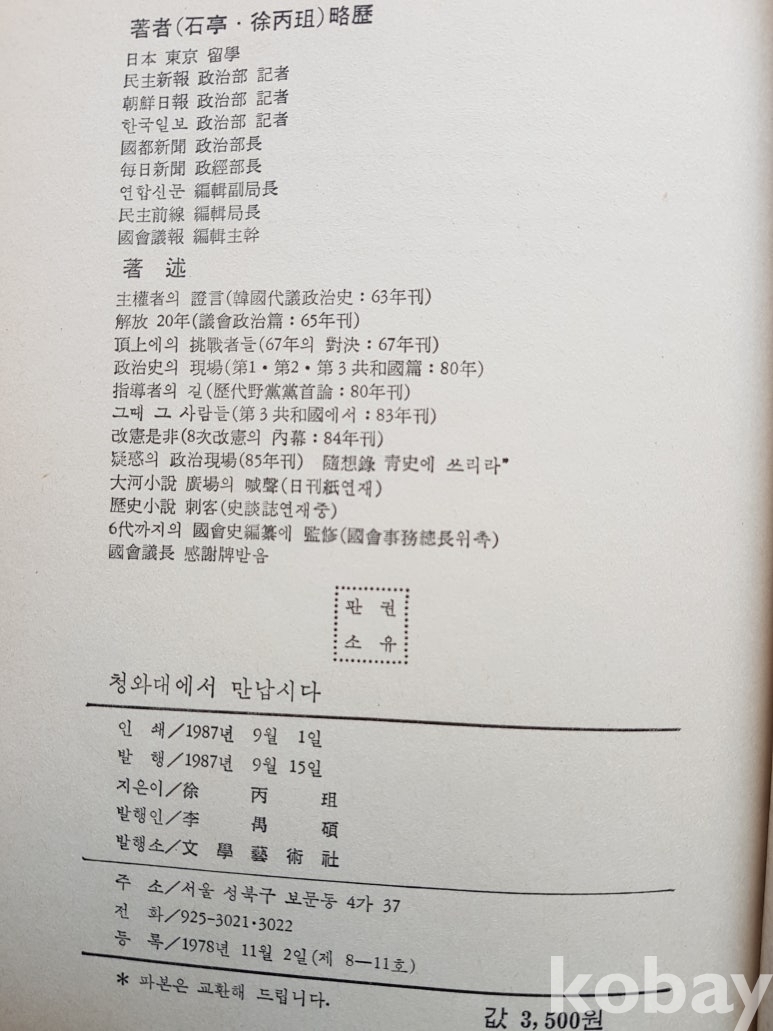 著者(石亭·徐丙珇)略歷
日本 東京 留學
民主新報 政治部 記者
朝鮮日報 政治部 記者
한국일보 政治部 記者
國都新聞 政治部長
每日新聞 政經部長
연합신문 編輯副局長
民主前線 編輯局長
國會議報 編輯主幹
著 述
主權者의 證言(韓國代議政治史:63年刊)
解放 20年(議會政治篇:65年刊)
頂上에의 挑戰者들(67年의 對決:67年刊)
政治史의 現場(第1·第2·第3共和國篇:80年)
指導者의 길(歷代野黨黨首論:80年刊)
그때 그 사람들(第3共和國에서:83年刊)
改憲是非(8次改憲의 內幕:84年刊)
疑惑의 政治現場(85年刊) 隨想錄 靑史에 쓰리라"
大河小說 廣場의 喊聲(日刊紙연재)
歷史小說 刺客(史談誌연재중)
6代까지의 國會史編纂에 監修(國會事務總長위촉)
國會議長 感謝牌받음
판 권
소 유
청와대에서 만납시다
인 쇄/1987년 9월 1일
발 행/1987년 9월 15일
지은이/徐 丙 珇
발행인/李 禺 碩
발행소/文 學 藝 術 社
주 소/서울 성북구 보문동 4가 37
전 화/925-3021·3022
등 록/1978년 11월 2일(제 8—11호)
* 파본은 교환해 드립니다.
값 3,500원
kobay